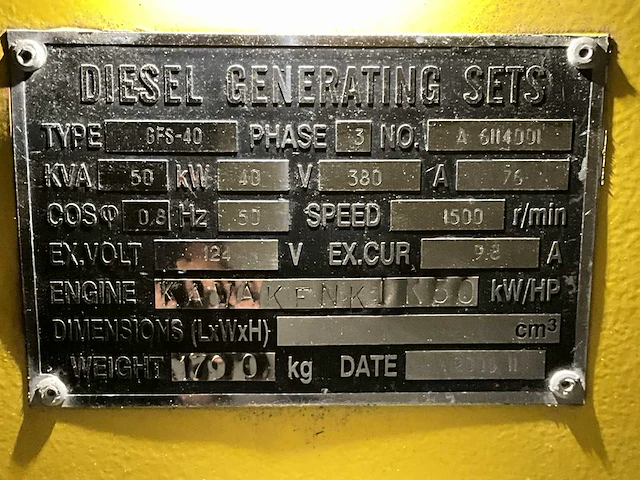 DIESEL GENERATING SETS
TYPE GFS-40 PHASE 3 NO. A 6114001
KVA 50 KW 40 V 380 A 76
COSΦ 0.8 Hz 50 SPEED 1500 r/min
EX.VOLT 124 V EX.CUR 9.8 A
ENGINE kW/HP
DIMENSIONS (LxWxH) cm³
WEIGHT 1790 kg DATE